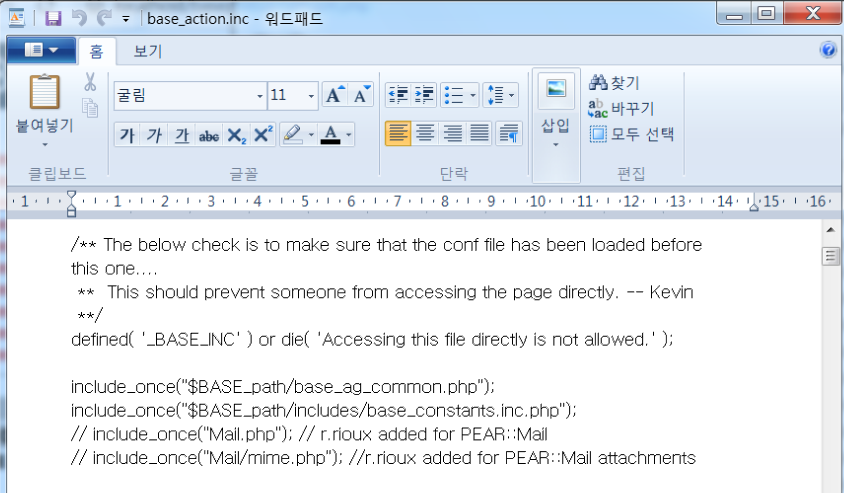 base_action.inc - 워드패드
홈 보기
붙여넣기
클립보드
굴림 11
가 가 가 abc X₂ X² A
글꼴
단락
삽입
찾기
바꾸기
모두 선택
편집
1 1 2 3 4 5 6 7 8 9 10 11 12 13 14 15 16
/** The below check is to make sure that the conf file has been loaded before
this one....
** This should prevent someone from accessing the page directly. -- Kevin
**/
defined( '_BASE_INC' ) or die( 'Accessing this file directly is not allowed.' );
include_once("$BASE_path/base_ag_common.php");
include_once("$BASE_path/includes/base_constants.inc.php");
// include_once("Mail.php"); // r.rioux added for PEAR::Mail
// include_once("Mail/mime.php"); //r.rioux added for PEAR::Mail attachments